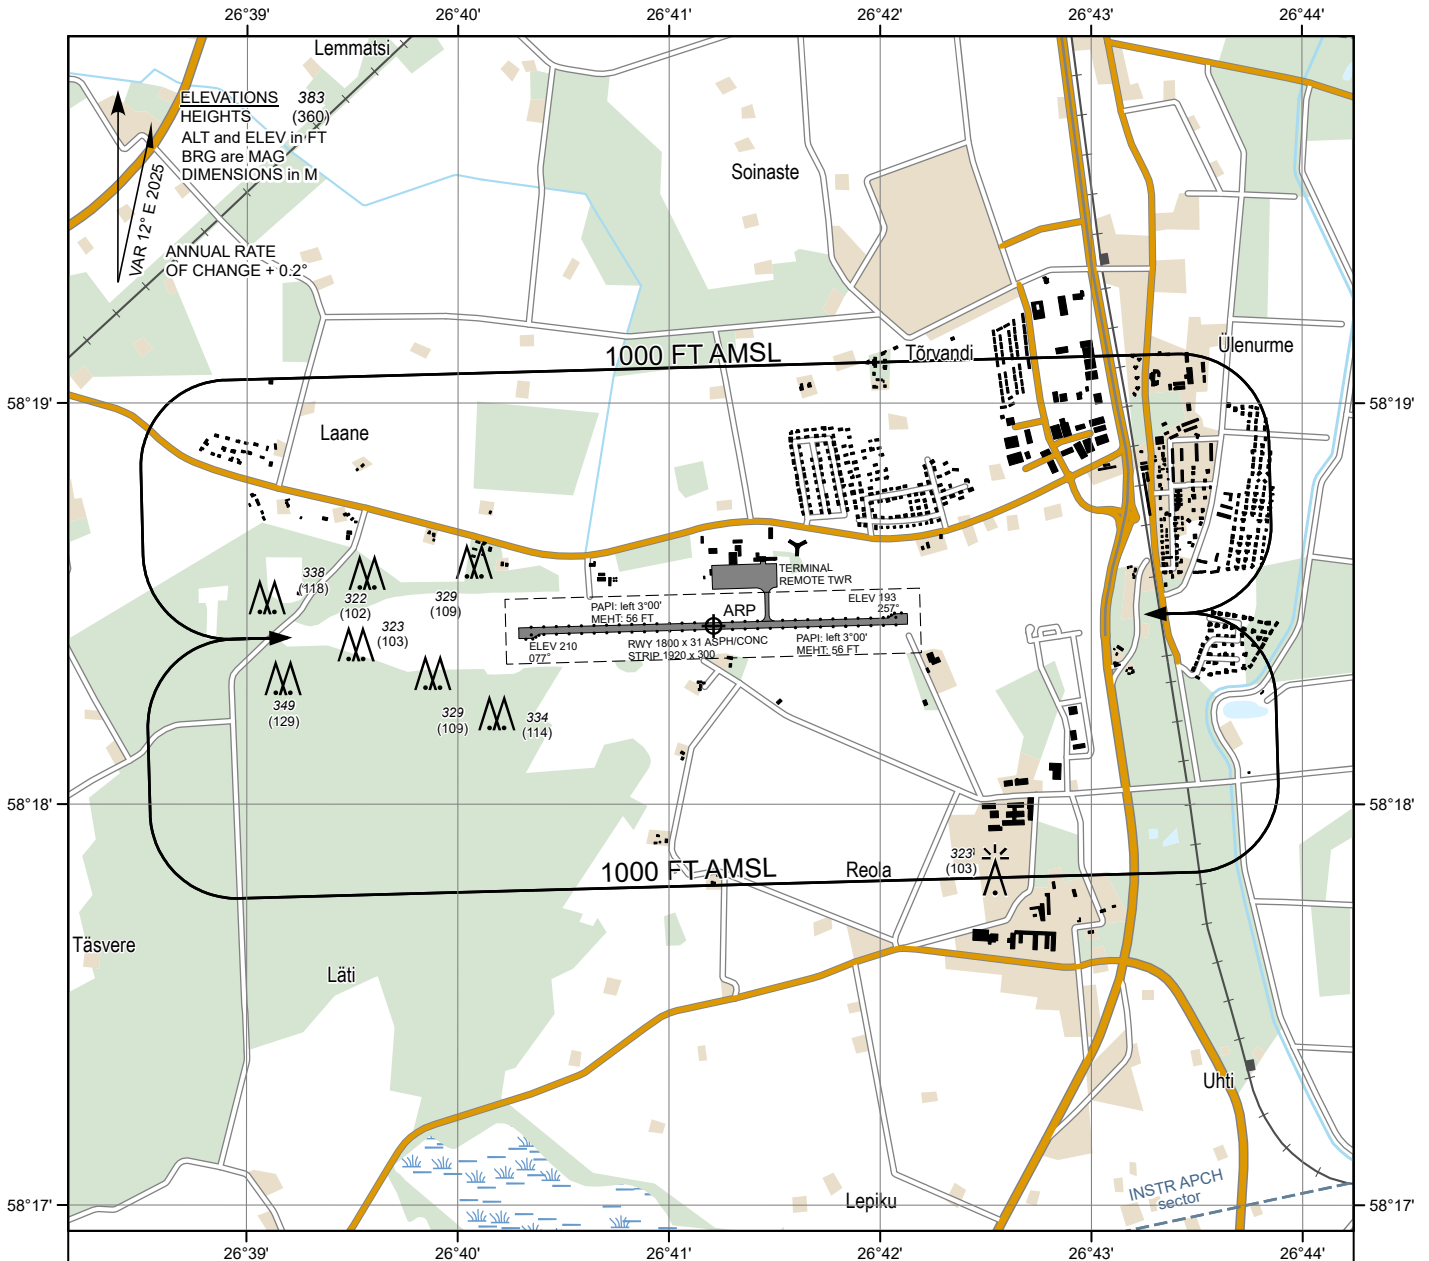 26°39'
26°40'
26°41'
26°42'
26°43'
26°44'
Lemmatsi
ELEVATIONS 383
HEIGHTS (360)
ALT and ELEV in FT
BRG are MAG
DIMENSIONS in M
VAR 12° E 2025
ANNUAL RATE
OF CHANGE + 0.2°
Soinaste
1000 FT AMSL
Tõrvandi
Ülenurme
58°19'
58°19'
Laane
338
(118)
322
(102)
329
(109)
323
(103)
349
(129)
329
(109)
334
(114)
TERMINAL
REMOTE TWR
PAPI: left 3°00'
MEHT: 56 FT
ARP
ELEV 193
257°
ELEV 210
077°
RWY 1800 x 31 ASPH/CONC
STRIP 1920 x 300
PAPI: left 3°00'
MEHT: 56 FT
58°18'
58°18'
1000 FT AMSL
Reola
323
(103)
Täsvere
Läti
Uhti
Lepiku
INSTR APCH
sector
58°17'
58°17'
26°39'
26°40'
26°41'
26°42'
26°43'
26°44'